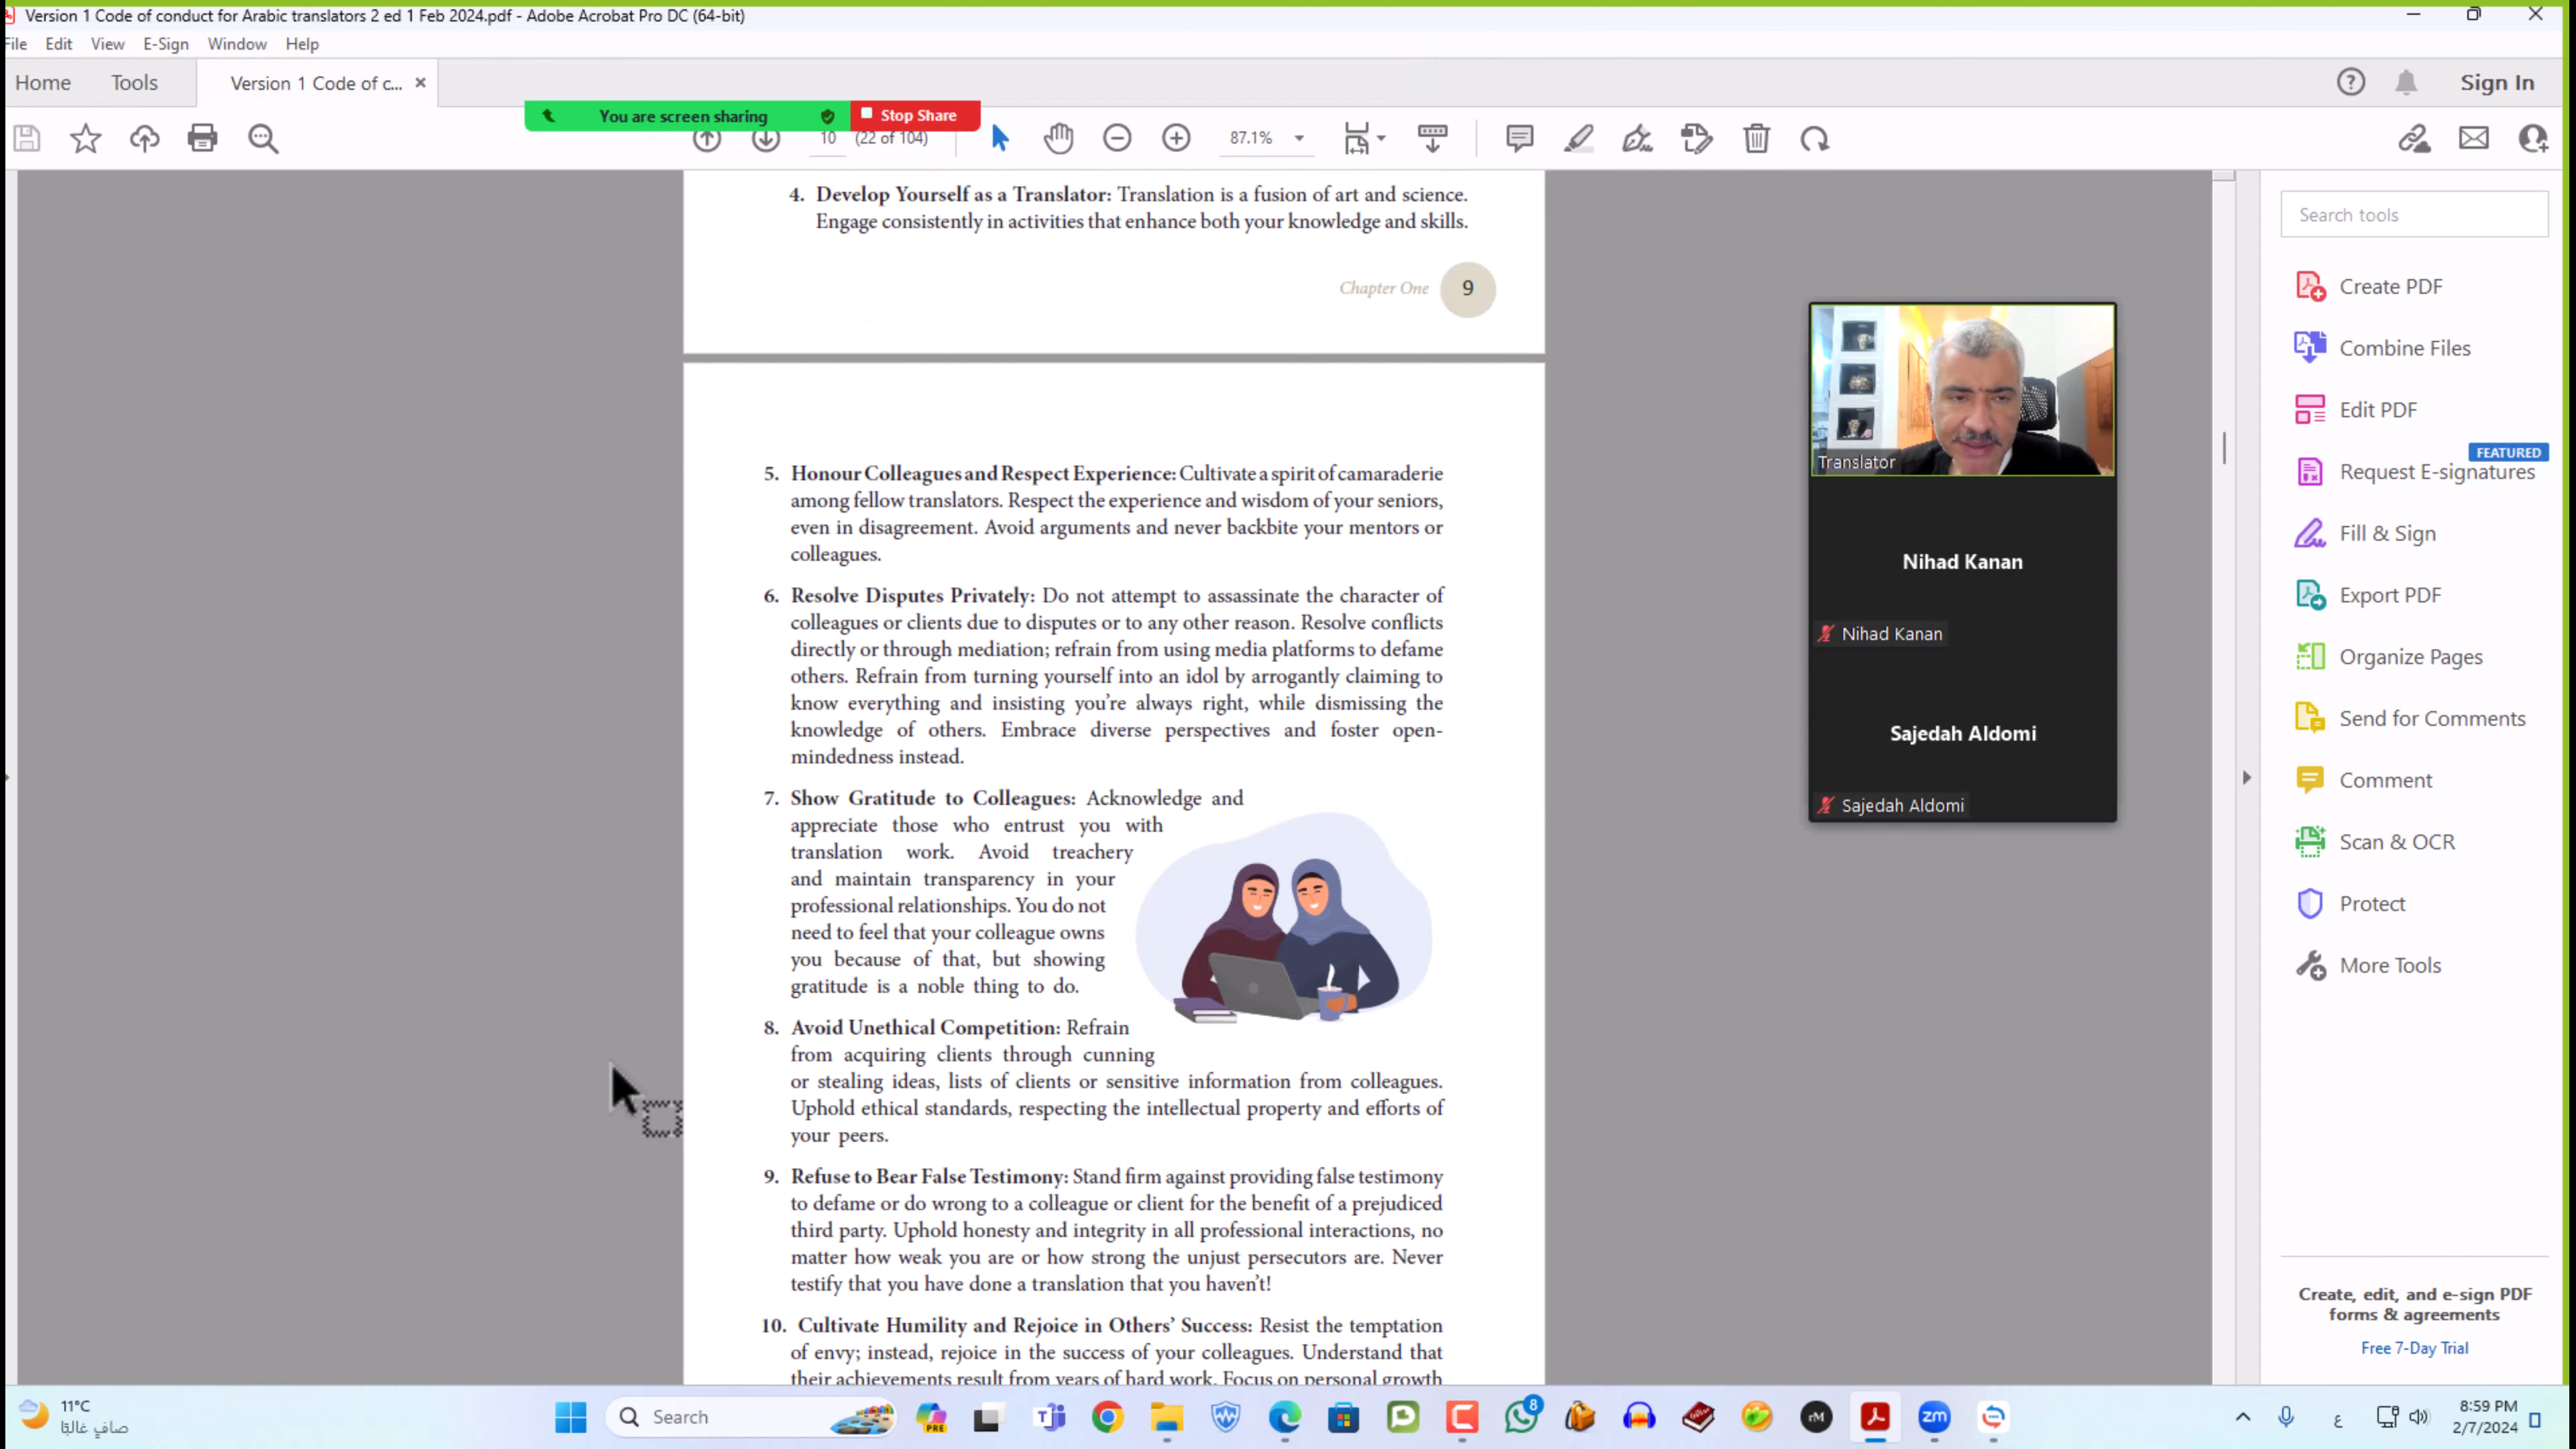 Version 1 Code of conduct for Arabic translators 2 ed 1 Feb 2024.pdf - Adobe Acrobat Pro DC (64-bit)
File Edit View E-Sign Window Help
Home Tools Version 1 Code of c... Sign In
You are screen sharing Stop Share
10 (22 of 104) 87.1%
4. Develop Yourself as a Translator: Translation is a fusion of art and science.
Engage consistently in activities that enhance both your knowledge and skills.
Chapter One 9
5. Honour Colleagues and Respect Experience: Cultivate a spirit of camaraderie
among fellow translators. Respect the experience and wisdom of your seniors,
even in disagreement. Avoid arguments and never backbite your mentors or
colleagues.
6. Resolve Disputes Privately: Do not attempt to assassinate the character of
colleagues or clients due to disputes or to any other reason. Resolve conflicts
directly or through mediation; refrain from using media platforms to defame
others. Refrain from turning yourself into an idol by arrogantly claiming to
know everything and insisting you're always right, while dismissing the
knowledge of others. Embrace diverse perspectives and foster open-
mindedness instead.
7. Show Gratitude to Colleagues: Acknowledge and
appreciate those who entrust you with
translation work. Avoid treachery
and maintain transparency in your
professional relationships. You do not
need to feel that your colleague owns
you because of that, but showing
gratitude is a noble thing to do.
8. Avoid Unethical Competition: Refrain
from acquiring clients through cunning
or stealing ideas, lists of clients or sensitive information from colleagues.
Uphold ethical standards, respecting the intellectual property and efforts of
your peers.
9. Refuse to Bear False Testimony: Stand firm against providing false testimony
to defame or do wrong to a colleague or client for the benefit of a prejudiced
third party. Uphold honesty and integrity in all professional interactions, no
matter how weak you are or how strong the unjust persecutors are. Never
testify that you have done a translation that you haven't!
10. Cultivate Humility and Rejoice in Others' Success: Resist the temptation
of envy; instead, rejoice in the success of your colleagues. Understand that
their achievements result from years of hard work. Focus on personal growth
Translator
Nihad Kanan
Nihad Kanan
Sajedah Aldomi
Sajedah Aldomi
Search tools
Create PDF
Combine Files
Edit PDF
FEATURED
Request E-signatures
Fill & Sign
Export PDF
Organize Pages
Send for Comments
Comment
Scan & OCR
Protect
More Tools
Create, edit, and e-sign PDF
forms & agreements
Free 7-Day Trial
11°C
صافٍ غالبًا
Search
PRE
8
rM
zm
ع
8:59 PM
2/7/2024